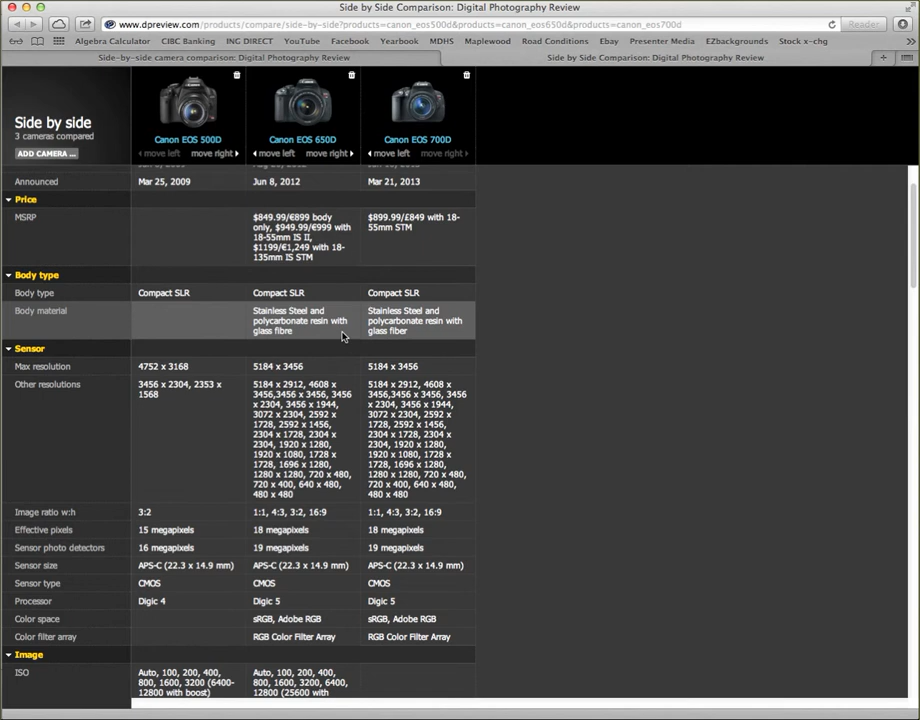 Side by Side Comparison: Digital Photography Review
www.dpreview.com/products/compare/side-by-side?products=canon_eos500d&products=canon_eos650d&products=canon_eos700d
Reader
Algebra Calculator CIBC Banking ING DIRECT YouTube Facebook Yearbook MDHS Maplewood Road Conditions Ebay Presenter Media EZbackgrounds Stock x-chg
Side-by-side camera comparison: Digital Photography Review
Side by Side Comparison: Digital Photography Review
Side by side
3 cameras compared
ADD CAMERA ...
Canon EOS 500D Canon EOS 650D Canon EOS 700D
move left move right move left move right move left move right
Announced Mar 25, 2009 Jun 8, 2012 Mar 21, 2013
Price
MSRP $849.99/€899 body $899.99/£849 with 18-
only, $949.99/€999 with 55mm STM
18-55mm IS II,
$1199/€1,249 with 18-
135mm IS STM
Body type
Body type Compact SLR Compact SLR Compact SLR
Body material Stainless Steel and Stainless Steel and
polycarbonate resin with polycarbonate resin with
glass fibre glass fiber
Sensor
Max resolution 4752 x 3168 5184 x 3456 5184 x 3456
Other resolutions 3456 x 2304, 2353 x 5184 x 2912, 4608 x 5184 x 2912, 4608 x
1568 3456,3456 x 3456, 3456 3456,3456 x 3456, 3456
x 2304, 3456 x 1944, x 2304, 3456 x 1944,
3072 x 2304, 2592 x 3072 x 2304, 2592 x
1728, 2592 x 1456, 1728, 2592 x 1456,
2304 x 1728, 2304 x 2304 x 1728, 2304 x
2304, 1920 x 1280, 2304, 1920 x 1280,
1920 x 1080, 1728 x 1920 x 1080, 1728 x
1728, 1696 x 1280, 1728, 1696 x 1280,
1280 x 1280, 720 x 480, 1280 x 1280, 720 x 480,
720 x 400, 640 x 480, 720 x 400, 640 x 480,
480 x 480 480 x 480
Image ratio w:h 3:2 1:1, 4:3, 3:2, 16:9 1:1, 4:3, 3:2, 16:9
Effective pixels 15 megapixels 18 megapixels 18 megapixels
Sensor photo detectors 16 megapixels 19 megapixels 19 megapixels
Sensor size APS-C (22.3 x 14.9 mm) APS-C (22.3 x 14.9 mm) APS-C (22.3 x 14.9 mm)
Sensor type CMOS CMOS CMOS
Processor Digic 4 Digic 5 Digic 5
Color space sRGB, Adobe RGB sRGB, Adobe RGB
Color filter array RGB Color Filter Array RGB Color Filter Array
Image
ISO Auto, 100, 200, 400, Auto, 100, 200, 400,
800, 1600, 3200 (6400- 800, 1600, 3200, 6400,
12800 with boost) 12800 (25600 with